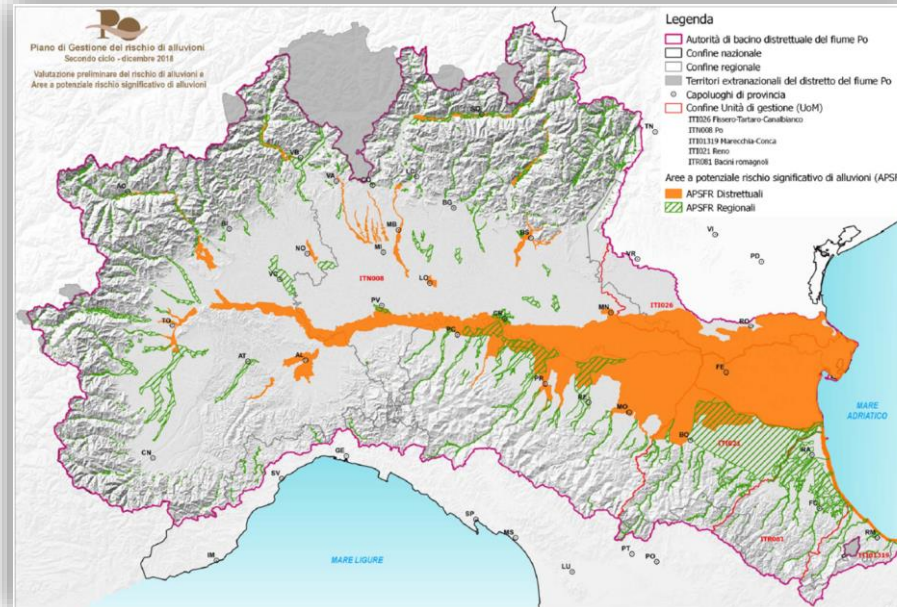 Po
Piano di Gestione del rischio di alluvioni
Secondo ciclo - dicembre 2018
Valutazione preliminare del rischio di alluvioni e
Aree a potenziale rischio significativo di alluvioni
Legenda
Autorità di bacino distrettuale del fiume Po
Confine nazionale
Confine regionale
Territori extranazionali del distretto del fiume Po
Capoluoghi di provincia
Confine Unità di gestione (UoM)
ITI026 Fissero-Tartaro-Canalbianco
ITN008 Po
ITI01319 Marecchia-Conca
ITI021 Reno
ITR081 Bacini romagnoli
Aree a potenziale rischio significativo di alluvioni (APSF
APSFR Distrettuali
APSFR Regionali
SO
TN
VB
VA
CO
LC
AO
BG
BI
MB
BS
VI
NO
MI
VR
PD
VC
LO
ITN008
ITI026
PV
MN
RO
TO
CR
PC
AT
AL
FE
PR
RE
MO
MARE
ADRIATICO
BO
ITI021
RA
CN
GE
SV
FC
SP
ITR081
RM
MS
ITI01319
IM
MARE LIGURE
PT
PO
LU